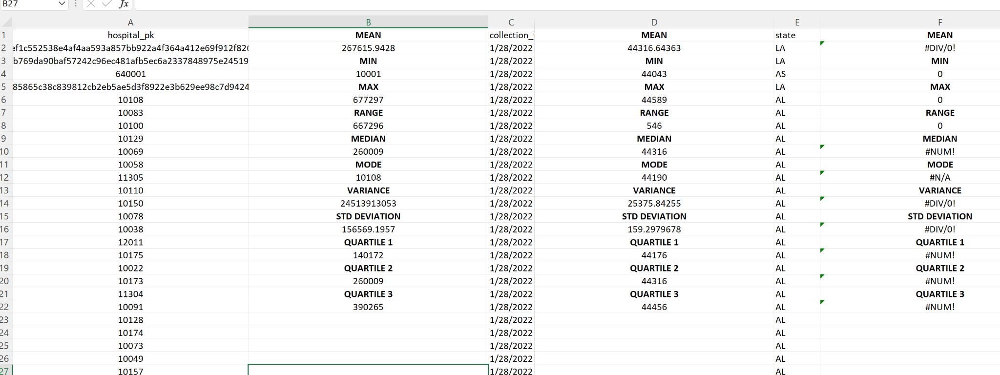 B27 fx
A B C D E F
1 hospital_pk MEAN collection_ MEAN state MEAN
2 ef1c552538e4af4aa593a857bb922a4f364a412e69f912f82 267615.9428 1/28/2022 44316.64363 LA #DIV/0!
3 b769da90baf57242c96ec481afb5ec6a2337848975e24519 MIN 1/28/2022 MIN LA MIN
4 640001 10001 1/28/2022 44043 AS 0
5 85865c38c839812cb2eb5ae5d3f8922e3b629ee98c7d9424 MAX 1/28/2022 MAX LA MAX
6 10108 677297 1/28/2022 44589 AL 0
7 10083 RANGE 1/28/2022 RANGE AL RANGE
8 10100 667296 1/28/2022 546 AL 0
9 10129 MEDIAN 1/28/2022 MEDIAN AL MEDIAN
10 10069 260009 1/28/2022 44316 AL #NUM!
11 10058 MODE 1/28/2022 MODE AL MODE
12 11305 10108 1/28/2022 44190 AL #N/A
13 10110 VARIANCE 1/28/2022 VARIANCE AL VARIANCE
14 10150 24513913053 1/28/2022 25375.84255 AL #DIV/0!
15 10078 STD DEVIATION 1/28/2022 STD DEVIATION AL STD DEVIATION
16 10038 156569.1957 1/28/2022 159.2979678 AL #DIV/0!
17 12011 QUARTILE 1 1/28/2022 QUARTILE 1 AL QUARTILE 1
18 10175 140172 1/28/2022 44176 AL #NUM!
19 10022 QUARTILE 2 1/28/2022 QUARTILE 2 AL QUARTILE 2
20 10173 260009 1/28/2022 44316 AL #NUM!
21 11304 QUARTILE 3 1/28/2022 QUARTILE 3 AL QUARTILE 3
22 10091 390265 1/28/2022 44456 AL #NUM!
23 10128 1/28/2022 AL
24 10174 1/28/2022 AL
25 10073 1/28/2022 AL
26 10049 1/28/2022 AL
27 10157 1/28/2022 AL